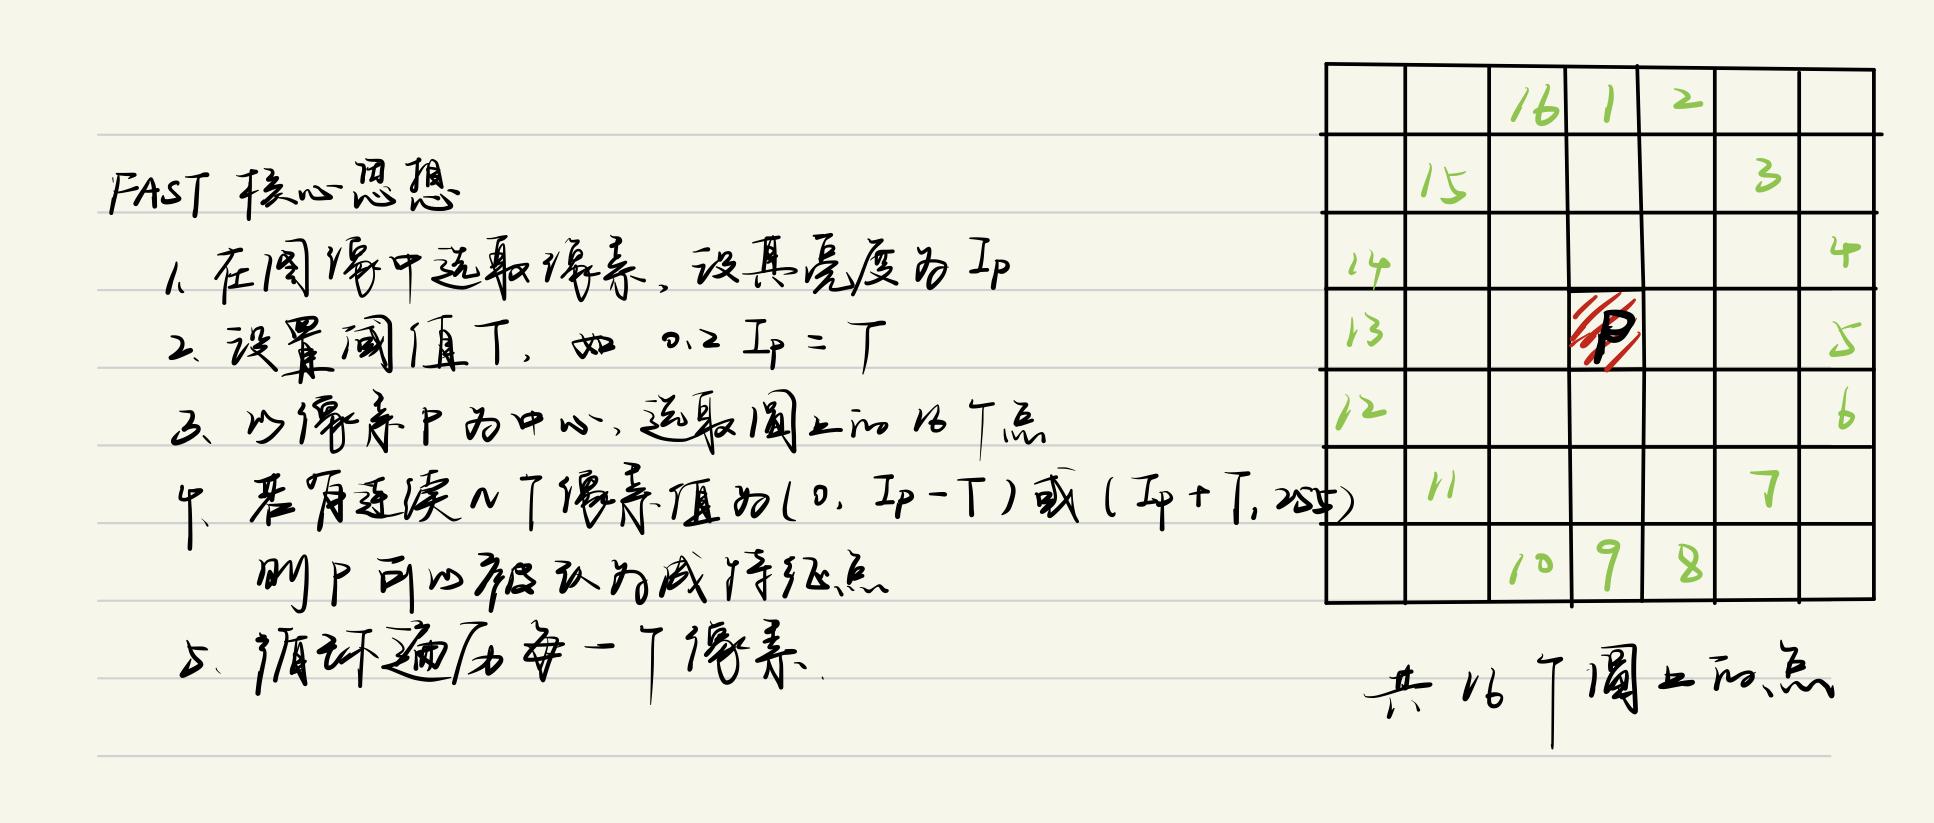 FAST 核心思想
1、在图像中选取像素,设其亮度为 Ip
2、设置阈值T, 如 0.2 Ip = T
3、以像素P为中心,选取圆上的16个点
4、若有连续N个像素值为(0, Ip-T)或(Ip+T, 255)
则P可以被认为成特征点
5、循环遍历每一个像素.
16 1 2
15 3
14 4
13 P 5
12 6
11 7
10 9 8
共16个圆上的点